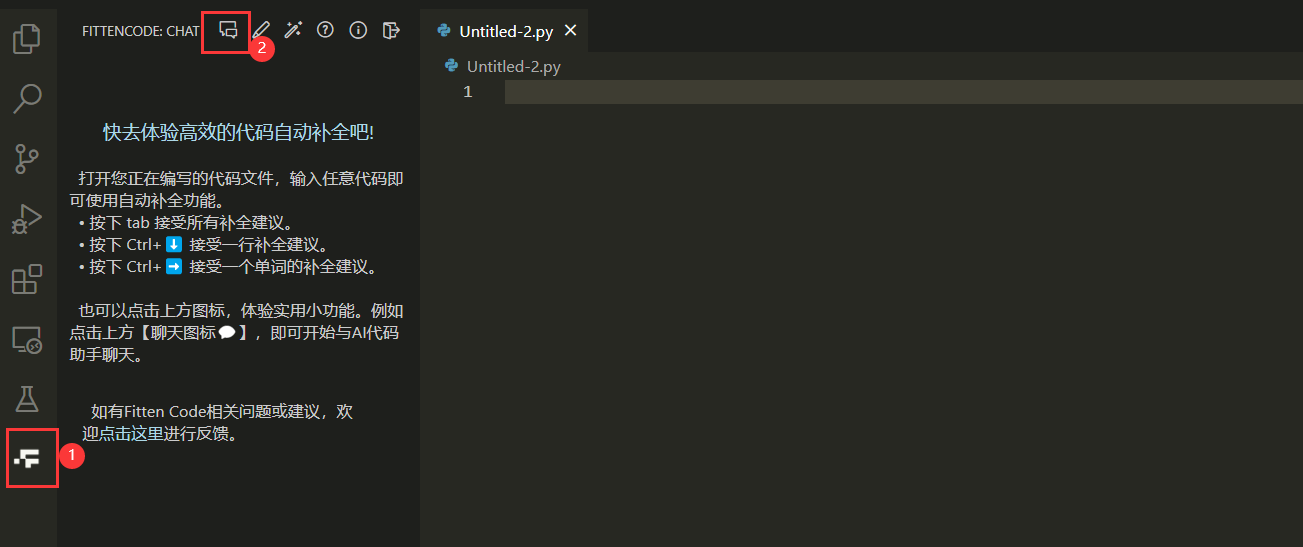 FITTENCODE: CHAT
2
Untitled-2.py
Untitled-2.py
1
快去体验高效的代码自动补全吧!
打开您正在编写的代码文件，输入任意代码即
可使用自动补全功能。
• 按下 tab 接受所有补全建议。
• 按下 Ctrl+⬇️ 接受一行补全建议。
• 按下 Ctrl+➡️ 接受一个单词的补全建议。
也可以点击上方图标，体验实用小功能。例如
点击上方【聊天图标💬】，即可开始与AI代码
助手聊天。
如有Fitten Code相关问题或建议，欢
迎点击这里进行反馈。
1